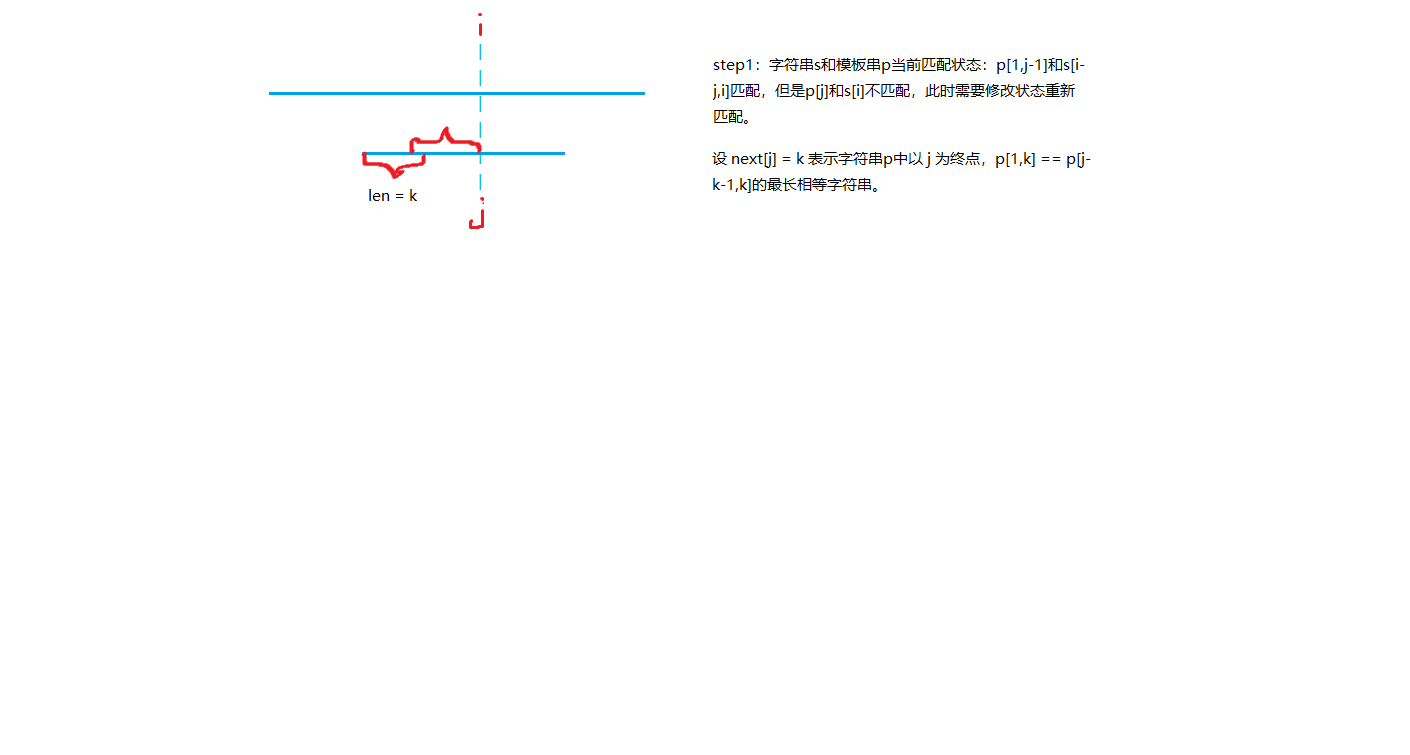 i
step1：字符串s和模板串p当前匹配状态：p[1,j-1]和s[i-
j,i]匹配，但是p[j]和s[i]不匹配，此时需要修改状态重新
匹配。
设 next[j] = k 表示字符串p中以 j 为终点，p[1,k] == p[j-
k-1,k]的最长相等字符串。
len = k
j